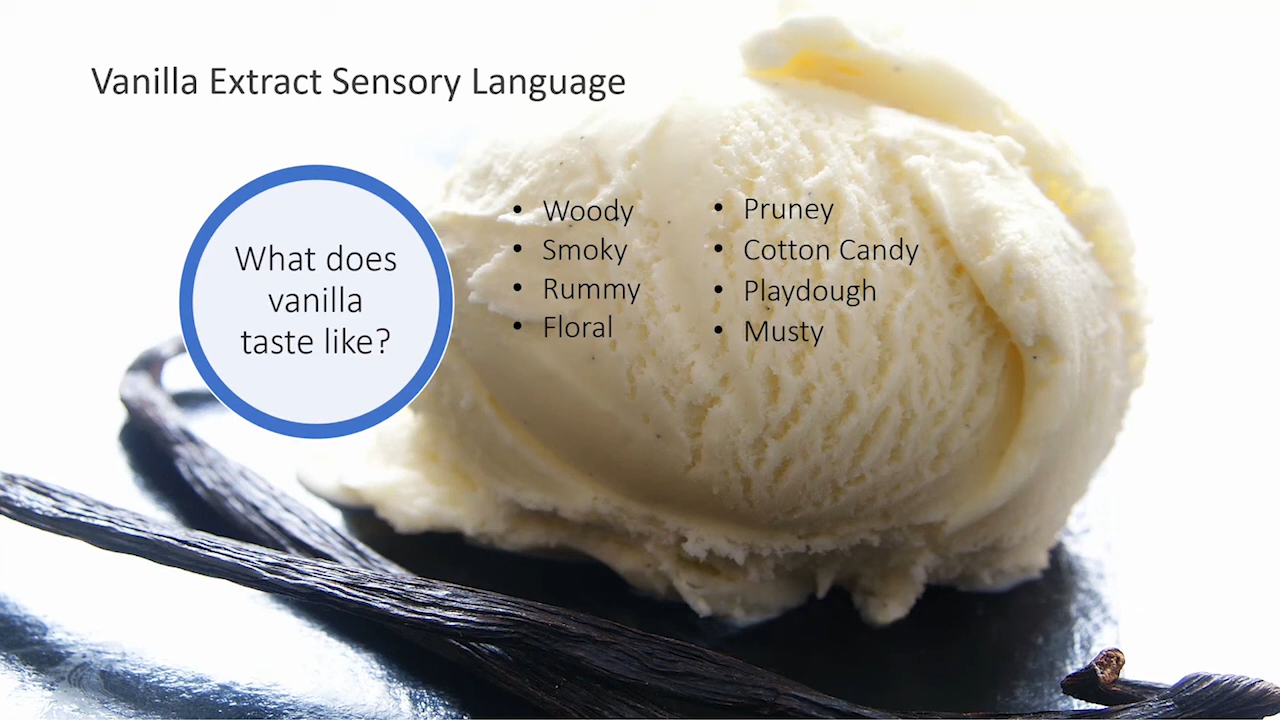 Vanilla Extract Sensory Language
What does
vanilla
taste like?
• Woody
• Smoky
• Rummy
• Floral
• Pruney
• Cotton Candy
• Playdough
• Musty